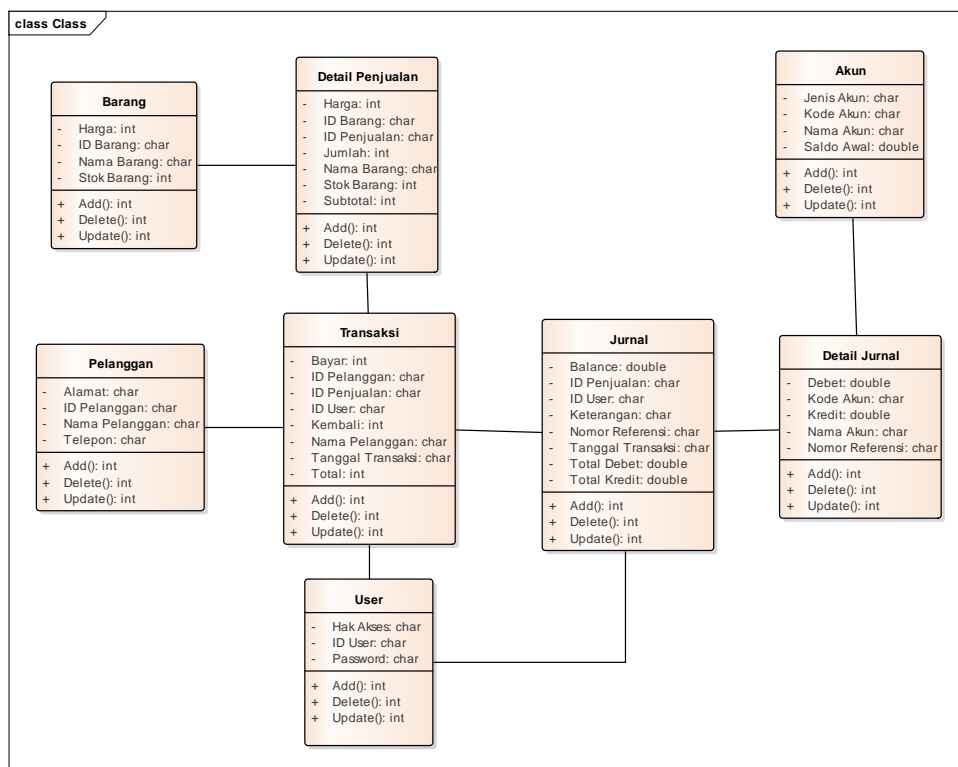 class Class
Barang
- Harga: int
- ID Barang: char
- Nama Barang: char
- Stok Barang: int
+ Add(): int
+ Delete(): int
+ Update(): int
Detail Penjualan
- Harga: int
- ID Barang: char
- ID Penjualan: char
- Jumlah: int
- Nama Barang: char
- Stok Barang: int
- Subtotal: int
+ Add(): int
+ Delete(): int
+ Update(): int
Akun
- Jenis Akun: char
- Kode Akun: char
- Nama Akun: char
- Saldo Awal: double
+ Add(): int
+ Delete(): int
+ Update(): int
Pelanggan
- Alamat: char
- ID Pelanggan: char
- Nama Pelanggan: char
- Telepon: char
+ Add(): int
+ Delete(): int
+ Update(): int
Transaksi
- Bayar: int
- ID Pelanggan: char
- ID Penjualan: char
- ID User: char
- Kembali: int
- Nama Pelanggan: char
- Tanggal Transaksi: char
- Total: int
+ Add(): int
+ Delete(): int
+ Update(): int
Jurnal
- Balance: double
- ID Penjualan: char
- ID User: char
- Keterangan: char
- Nomor Referensi: char
- Tanggal Transaksi: char
- Total Debet: double
- Total Kredit: double
+ Add(): int
+ Delete(): int
+ Update(): int
Detail Jurnal
- Debet: double
- Kode Akun: char
- Kredit: double
- Nama Akun: char
- Nomor Referensi: char
+ Add(): int
+ Delete(): int
+ Update(): int
User
- Hak Akses: char
- ID User: char
- Password: char
+ Add(): int
+ Delete(): int
+ Update(): int